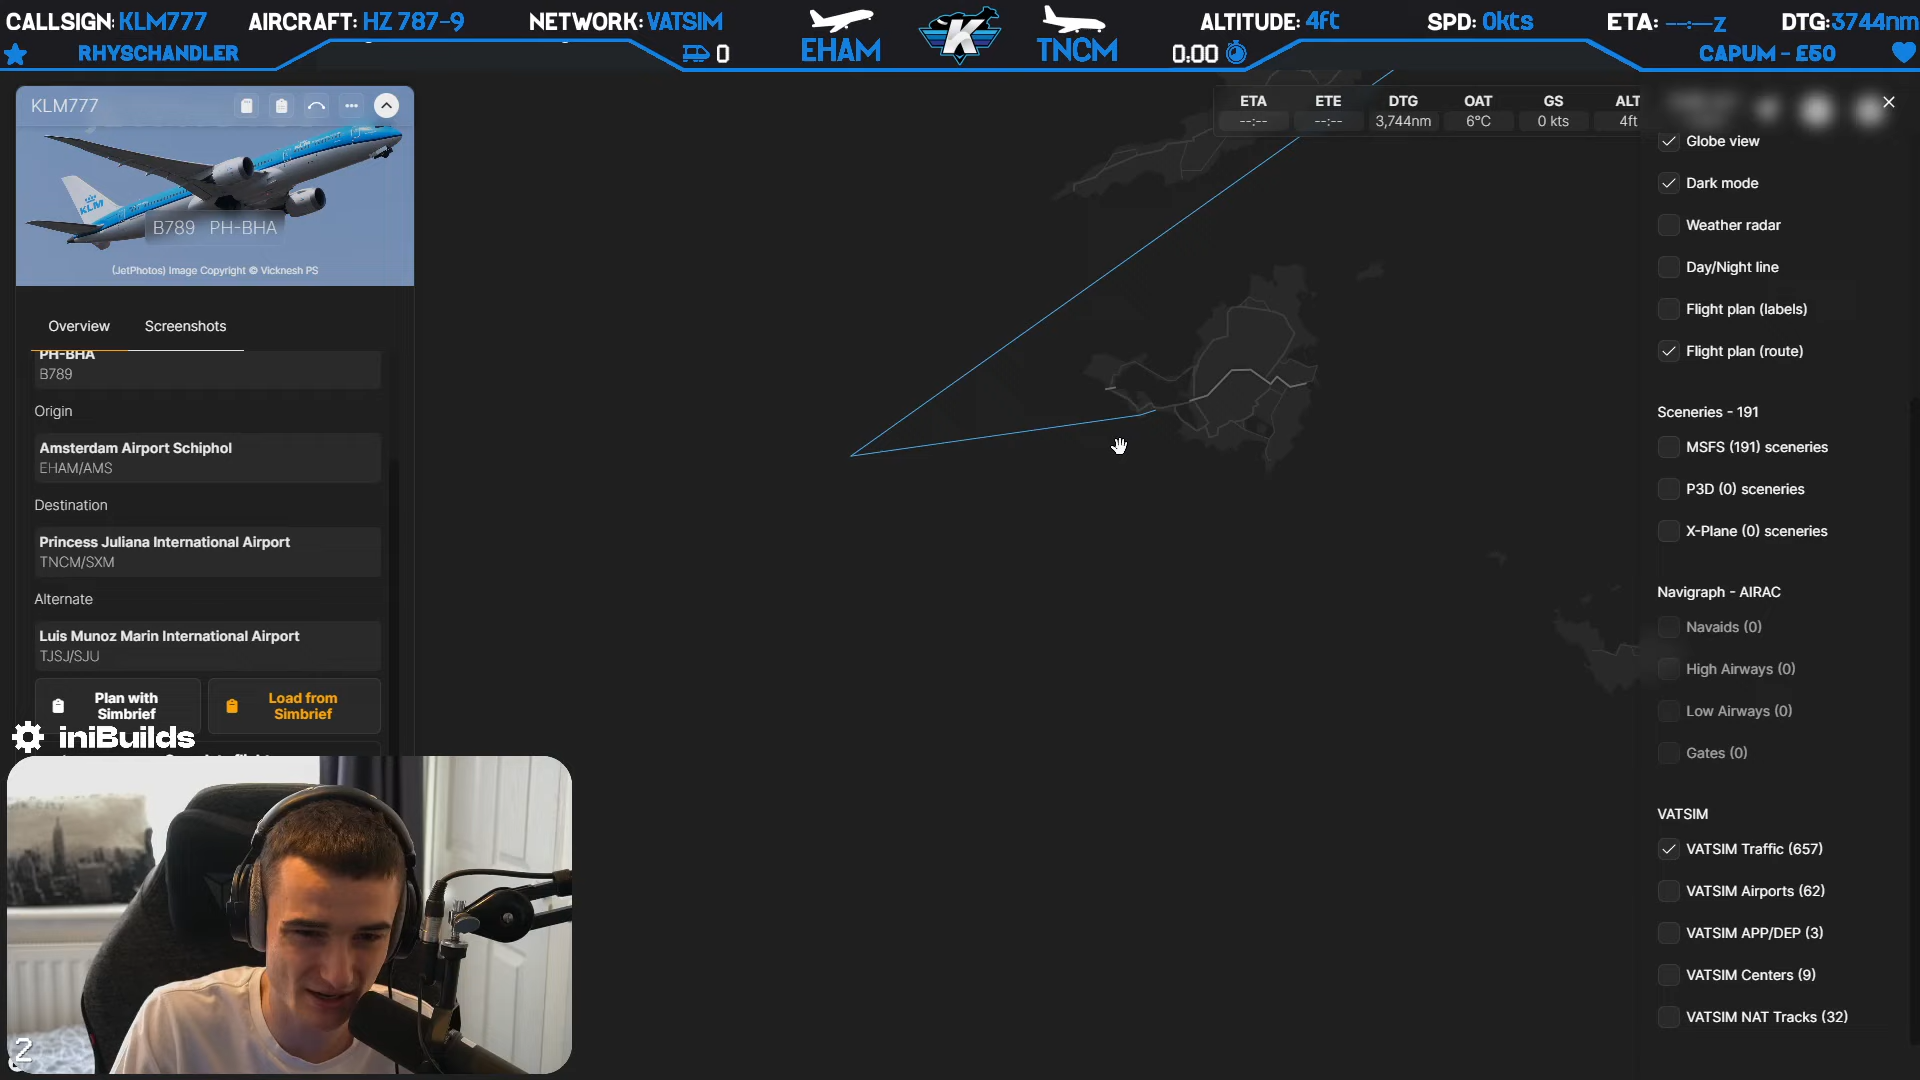 CALLSIGN: KLM777
AIRCRAFT: HZ 787-9
NETWORK: VATSIM
EHAM
K
TNCM
ALTITUDE: 4ft
SPD: 0kts
ETA: --:--Z
DTG:3744nm
RHYSCHANDLER
0
0:00
CAPUM - £60
KLM777
KLM
B789 PH-BHA
(JetPhotos) Image Copyright © Vicknesh PS
Overview
Screenshots
PH-BHA
B789
Origin
Amsterdam Airport Schiphol
EHAM/AMS
Destination
Princess Juliana International Airport
TNCM/SXM
Alternate
Luis Munoz Marin International Airport
TJSJ/SJU
Plan with
Simbrief
Load from
Simbrief
iniBuilds
2
ETA
--:--
ETE
--:--
DTG
3,744nm
OAT
6°C
GS
0 kts
ALT
4ft
Globe view
Dark mode
Weather radar
Day/Night line
Flight plan (labels)
Flight plan (route)
Sceneries - 191
MSFS (191) sceneries
P3D (0) sceneries
X-Plane (0) sceneries
Navigraph - AIRAC
Navaids (0)
High Airways (0)
Low Airways (0)
Gates (0)
VATSIM
VATSIM Traffic (657)
VATSIM Airports (62)
VATSIM APP/DEP (3)
VATSIM Centers (9)
VATSIM NAT Tracks (32)